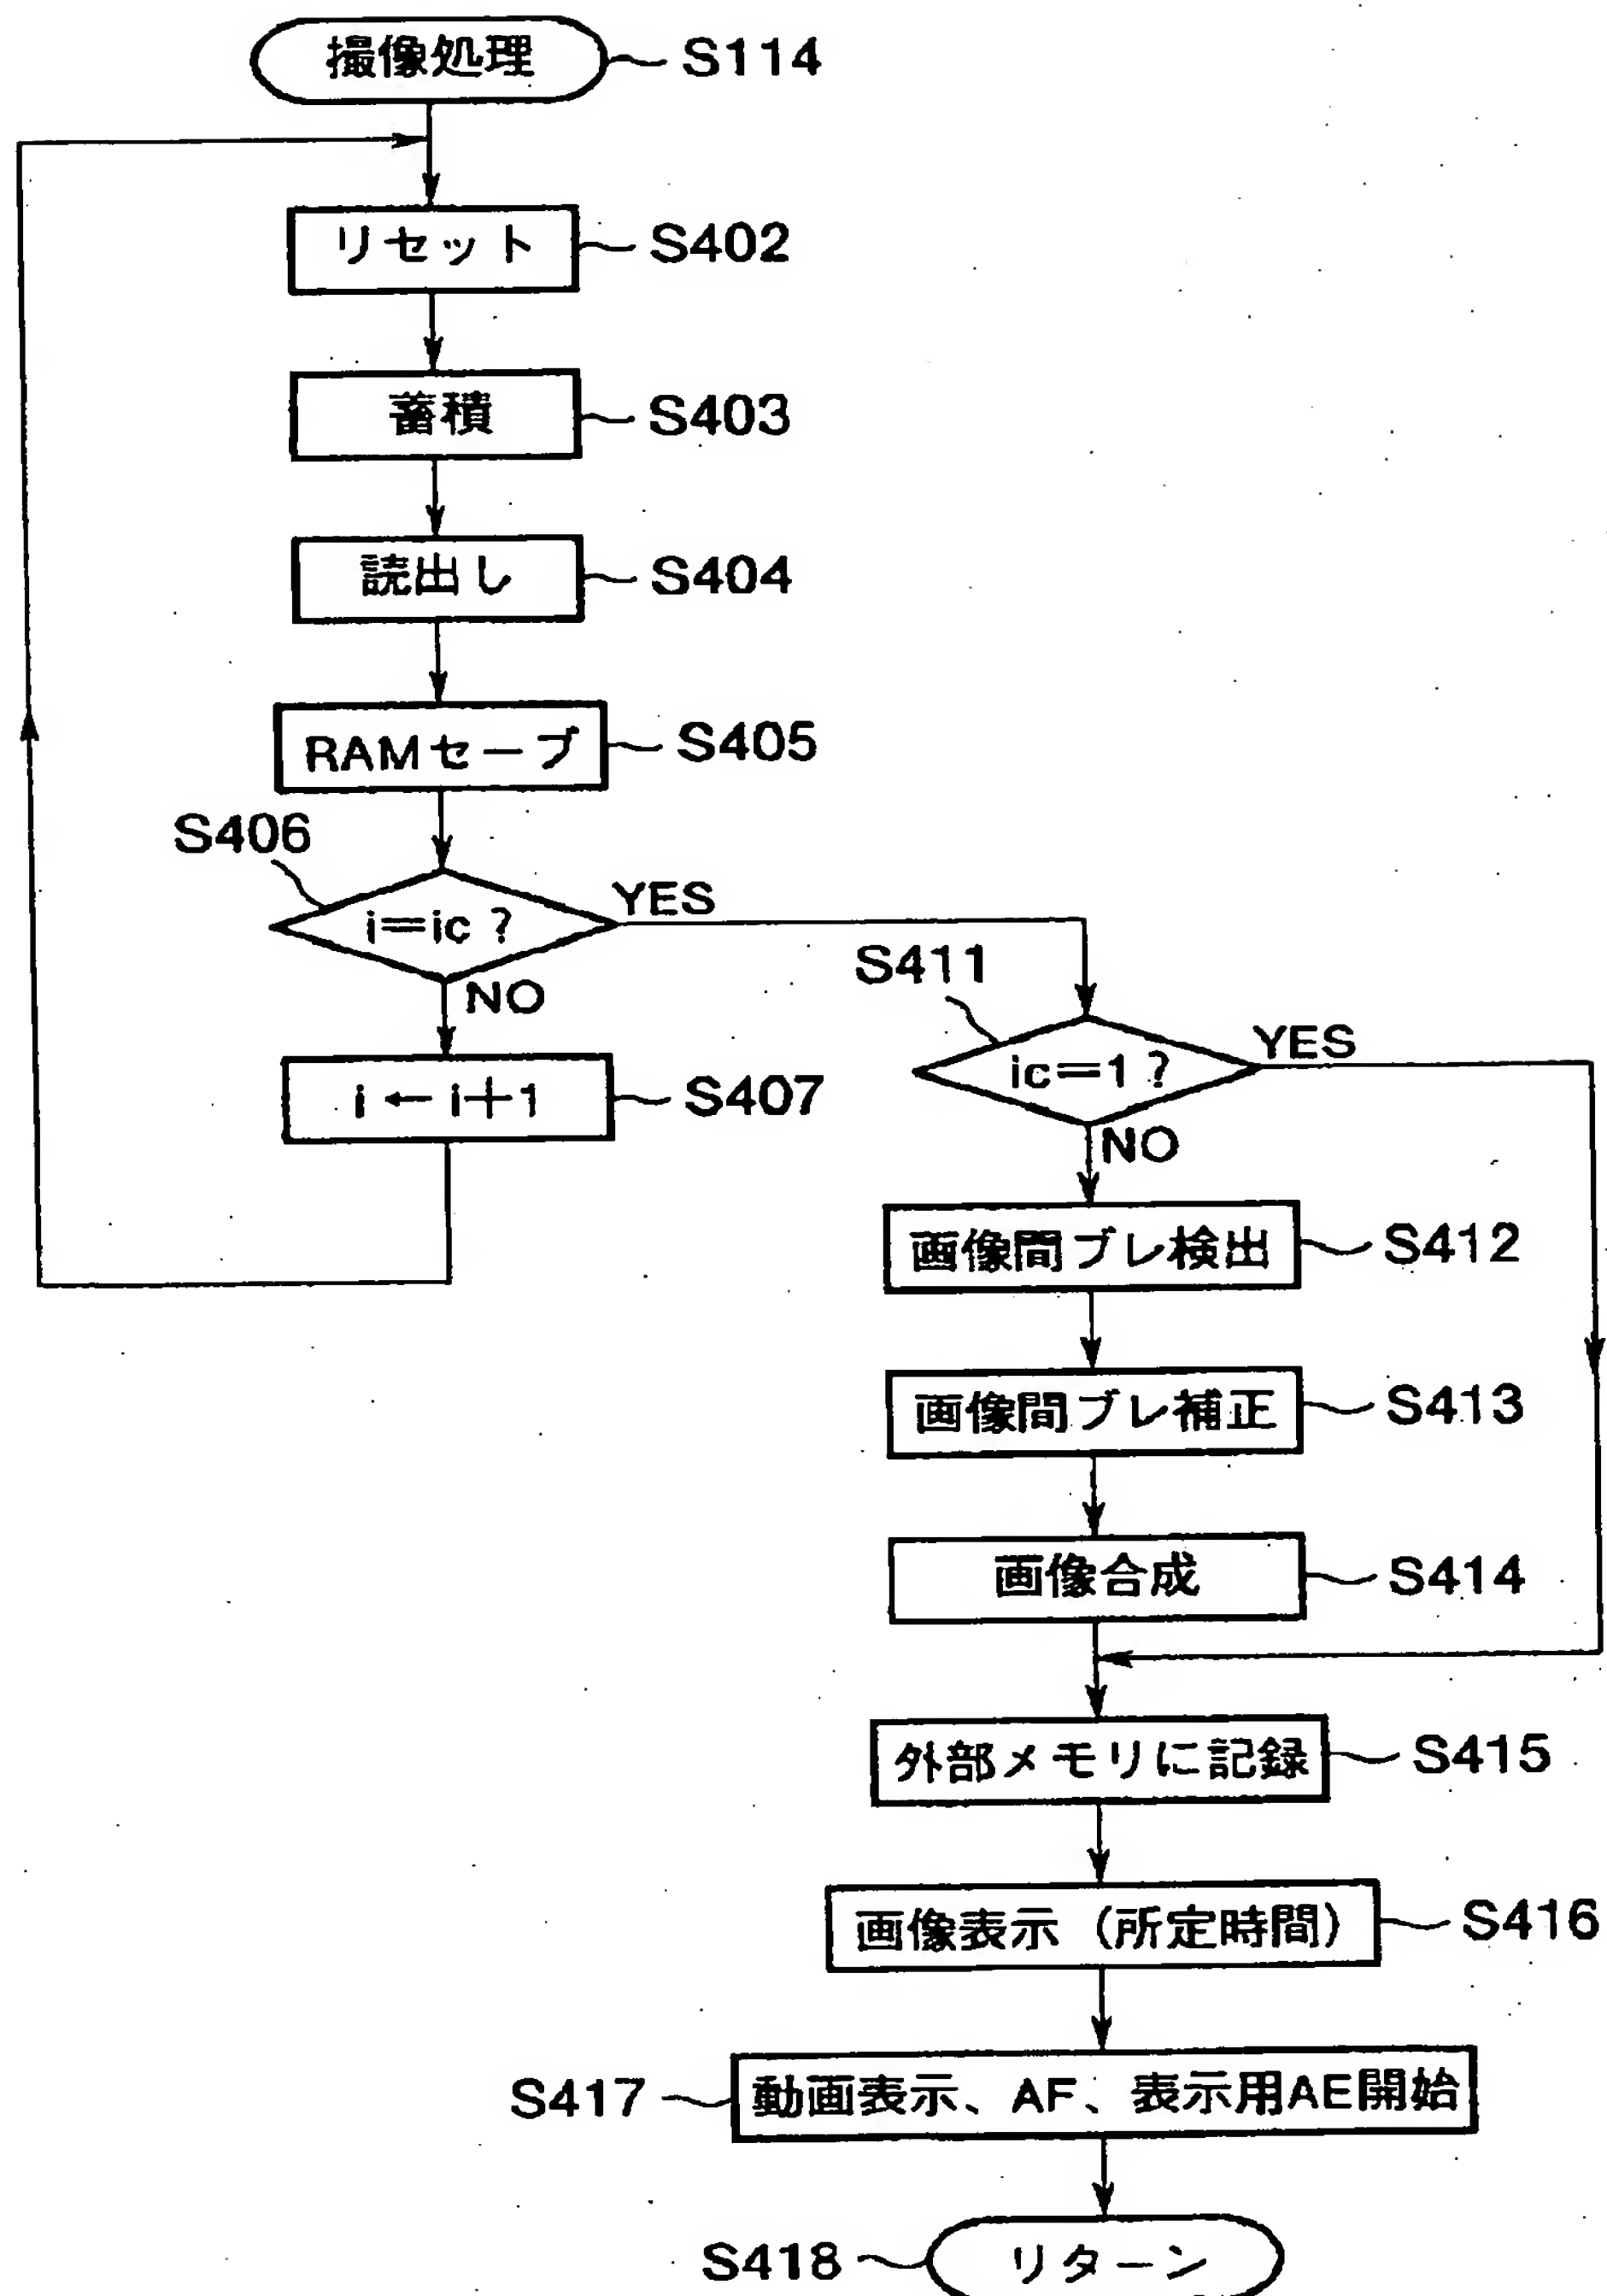 撮像処理 S114
リセット S402
蓄積 S403
読出し S404
RAMセーブ S405
S406
i=ic ?
YES
NO
i ← i+1 S407
S411
ic=1 ?
YES
NO
画像間ブレ検出 S412
画像間ブレ補正 S413
画像合成 S414
外部メモリに記録 S415
画像表示 (所定時間) S416
S417 動画表示、AF、表示用AE開始
S418 リターン